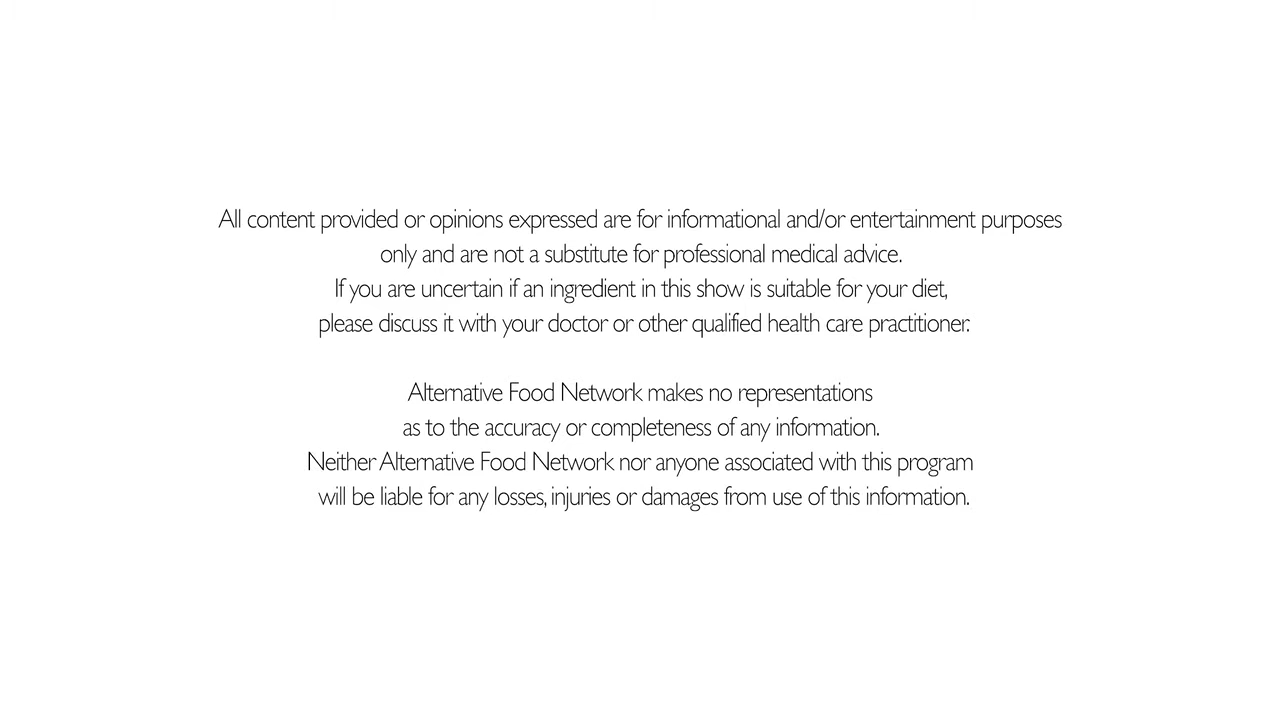 All content provided or opinions expressed are for informational and/or entertainment purposes
only and are not a substitute for professional medical advice.
If you are uncertain if an ingredient in this show is suitable for your diet,
please discuss it with your doctor or other qualified health care practitioner.
Alternative Food Network makes no representations
as to the accuracy or completeness of any information.
Neither Alternative Food Network nor anyone associated with this program
will be liable for any losses, injuries or damages from use of this information.